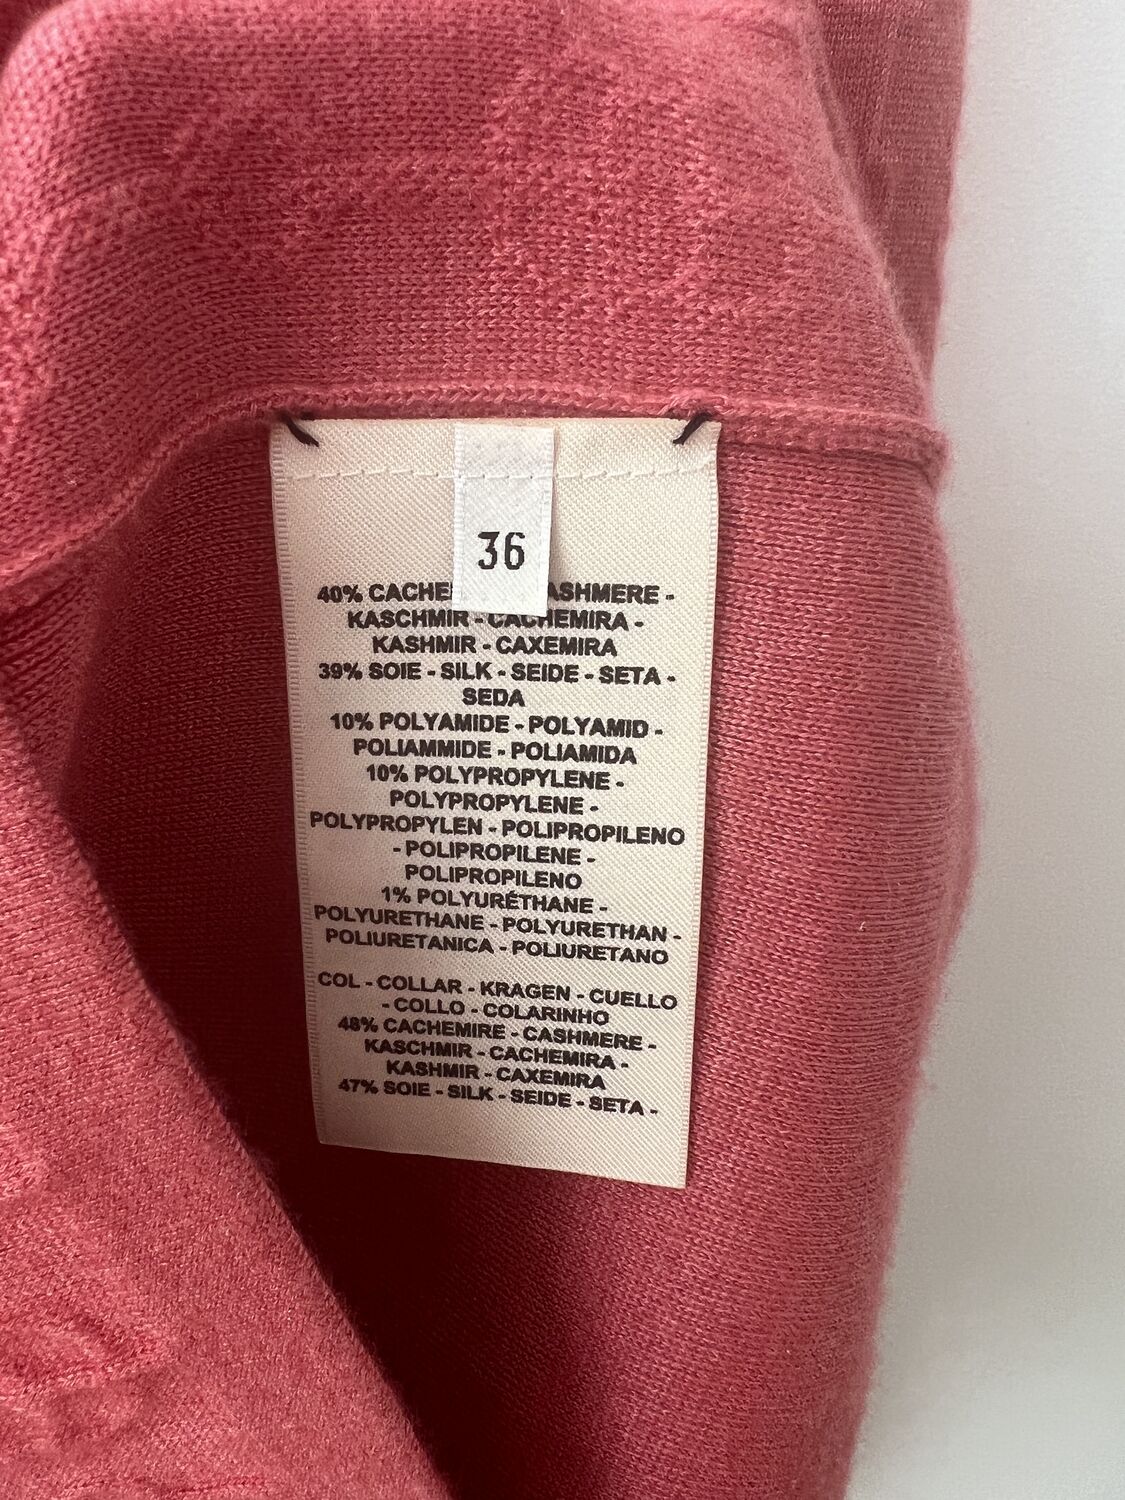 36
40% CACHE ASHMERE -
KASCHMIR - CACHEMIRA -
KASHMIR - CAXEMIRA
39% SOIE - SILK - SEIDE - SETA -
SEDA
10% POLYAMIDE - POLYAMID -
POLIAMMIDE - POLIAMIDA
10% POLYPROPYLENE -
POLYPROPYLENE -
POLYPROPYLEN - POLIPROPILENO
- POLIPROPILENE -
POLIPROPILENO
1% POLYURÉTHANE -
POLYURETHANE - POLYURETHAN -
POLIURETANICA - POLIURETANO
COL - COLLAR - KRAGEN - CUELLO
- COLLO - COLARINHO
48% CACHEMIRE - CASHMERE -
KASCHMIR - CACHEMIRA -
KASHMIR - CAXEMIRA
47% SOIE - SILK - SEIDE - SETA -